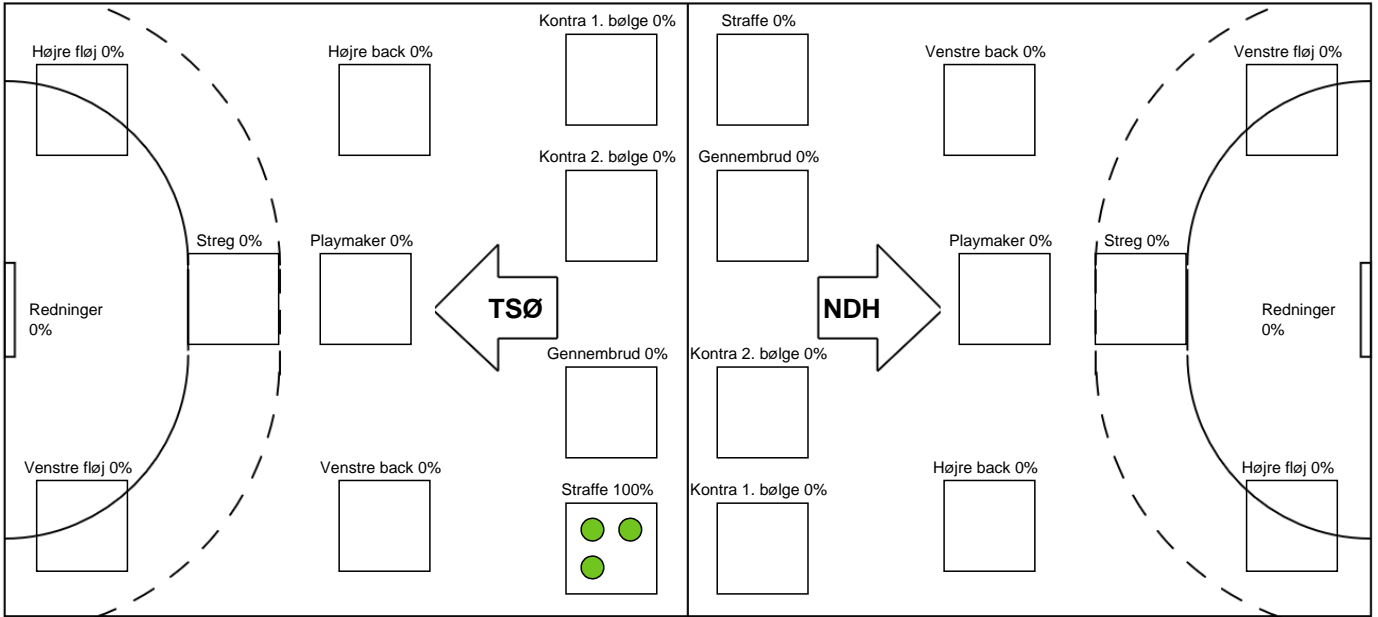 Kontra 1. bølge 0%
Straffe 0%
Højre fløj 0%
Højre back 0%
Venstre back 0%
Venstre fløj 0%
Kontra 2. bølge 0%
Gennembrud 0%
Streg 0%
Playmaker 0%
Playmaker 0%
Streg 0%
TSØ
NDH
Redninger
0%
Redninger
0%
Gennembrud 0%
Kontra 2. bølge 0%
Venstre fløj 0%
Venstre back 0%
Højre back 0%
Højre fløj 0%
Straffe 100%
Kontra 1. bølge 0%